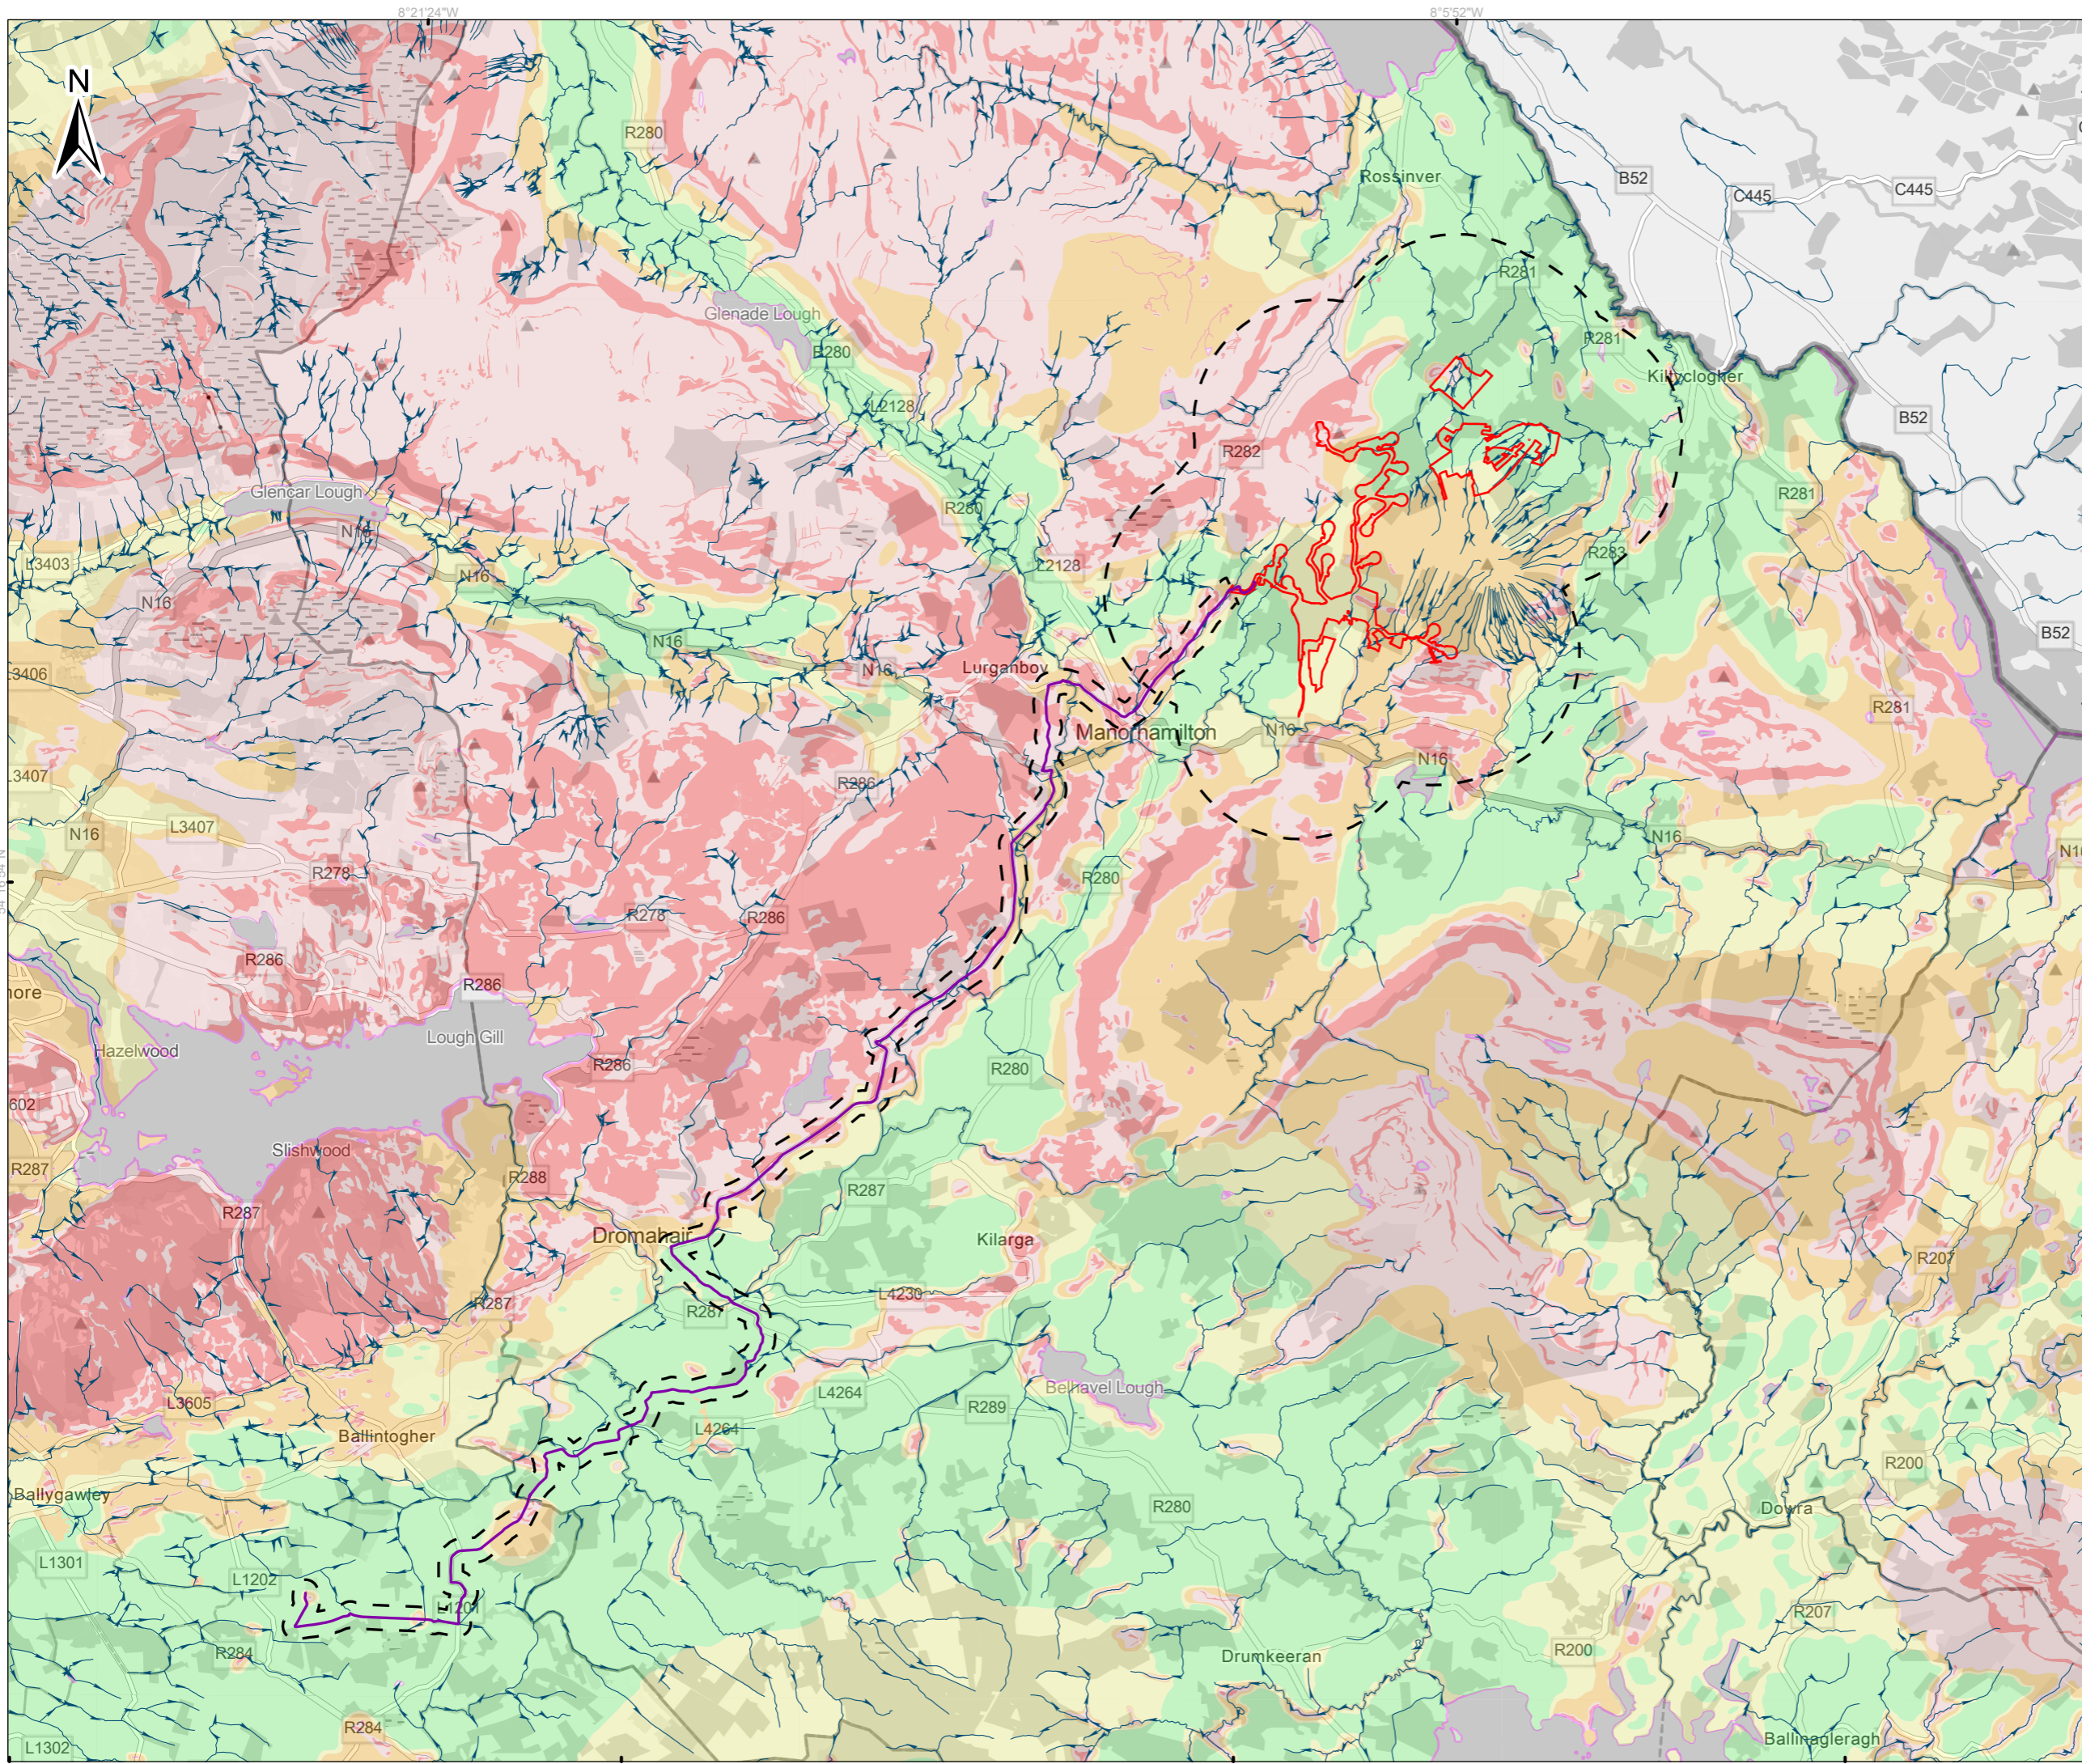 8°21'24"W
8°5'52"W
N
R280
B52
C445
C445
Rossinver
R281
Glenade Lough
R280
R281
Kiltyclogher
L2128
B52
R282
Glencar Lough
R281
R280
N16
L3403
L2128
R283
N16
N16
N16
B52
Lurganboy
N16
3406
R281
Manorhamilton
N16
N16
3407
R286
L3407
N16
N16
R278
R280
R278
R286
R286
R286
Lough Gill
Hazelwood
R286
R280
602
Slishwood
R287
R288
R287
R287
Dromahair
Kilarga
R207
L4230
R287
R287
Belhavel Lough
L4264
L3605
R289
L4264
Ballintogher
R200
Ballygawley
R280
Dowra
L1301
L1202
L1201
R207
R284
R200
Drumkeeran
R284
Ballinagleragh
L1302